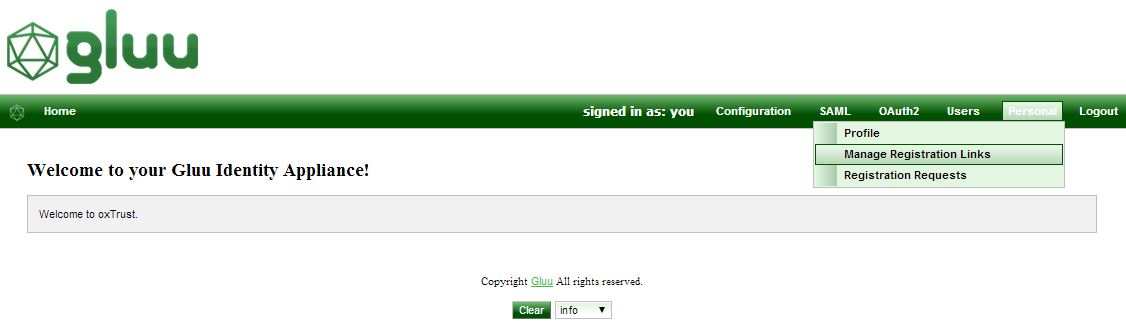 gluu
Home signed in as: you Configuration SAML OAuth2 Users Personal Logout
Profile
Manage Registration Links
Registration Requests
Welcome to your Gluu Identity Appliance!
Welcome to oxTrust.
Copyright Gluu All rights reserved.
Clear info